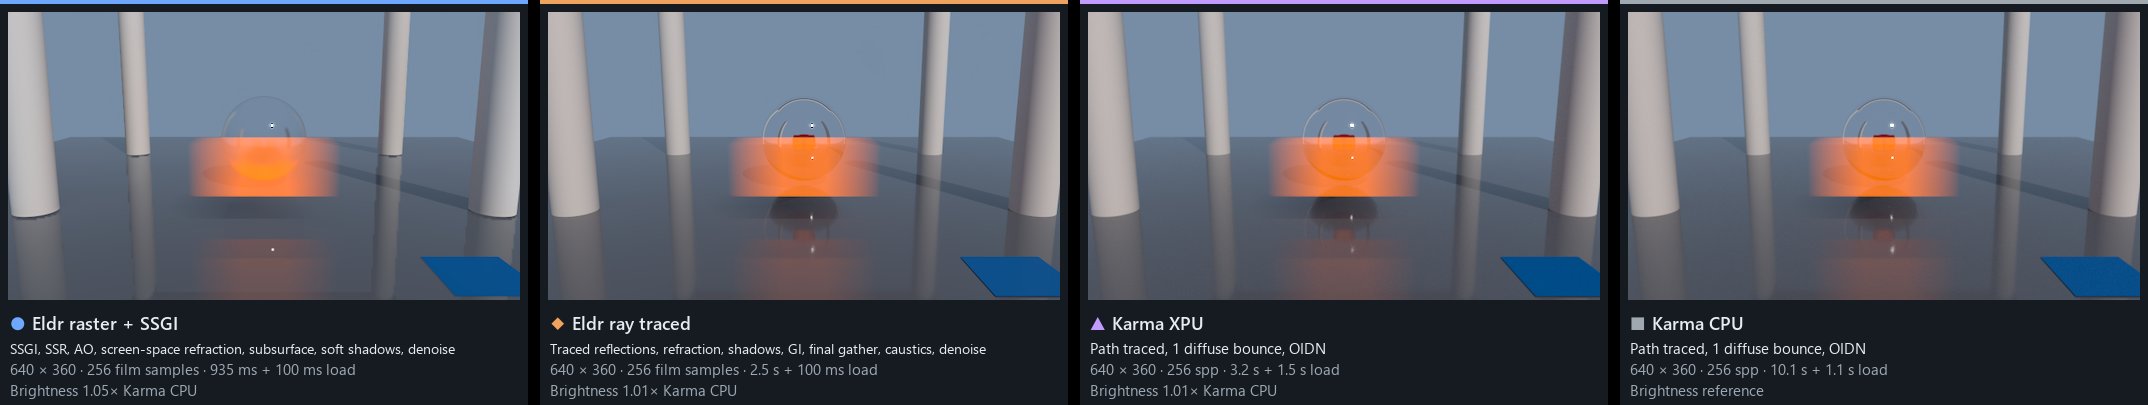 Eldr raster + SSGI
SSGI, SSR, AO, screen-space refraction, subsurface, soft shadows, denoise
640 × 360 · 256 film samples · 935 ms + 100 ms load
Brightness 1.05× Karma CPU
Eldr ray traced
Traced reflections, refraction, shadows, GI, final gather, caustics, denoise
640 × 360 · 256 film samples · 2.5 s + 100 ms load
Brightness 1.01× Karma CPU
Karma XPU
Path traced, 1 diffuse bounce, OIDN
640 × 360 · 256 spp · 3.2 s + 1.5 s load
Brightness 1.01× Karma CPU
Karma CPU
Path traced, 1 diffuse bounce, OIDN
640 × 360 · 256 spp · 10.1 s + 1.1 s load
Brightness reference